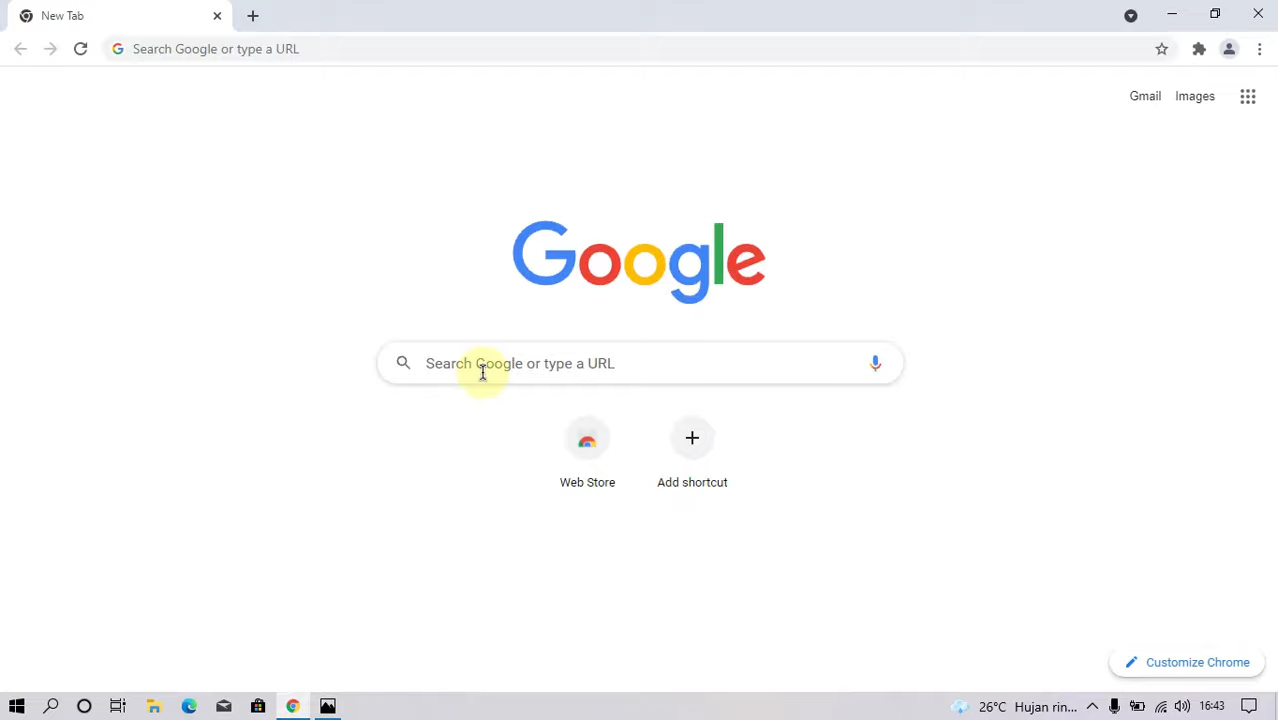 New Tab
Search Google or type a URL
Gmail Images
Google
Search Google or type a URL
Web Store Add shortcut
Customize Chrome
26°C Hujan rin... 16:43